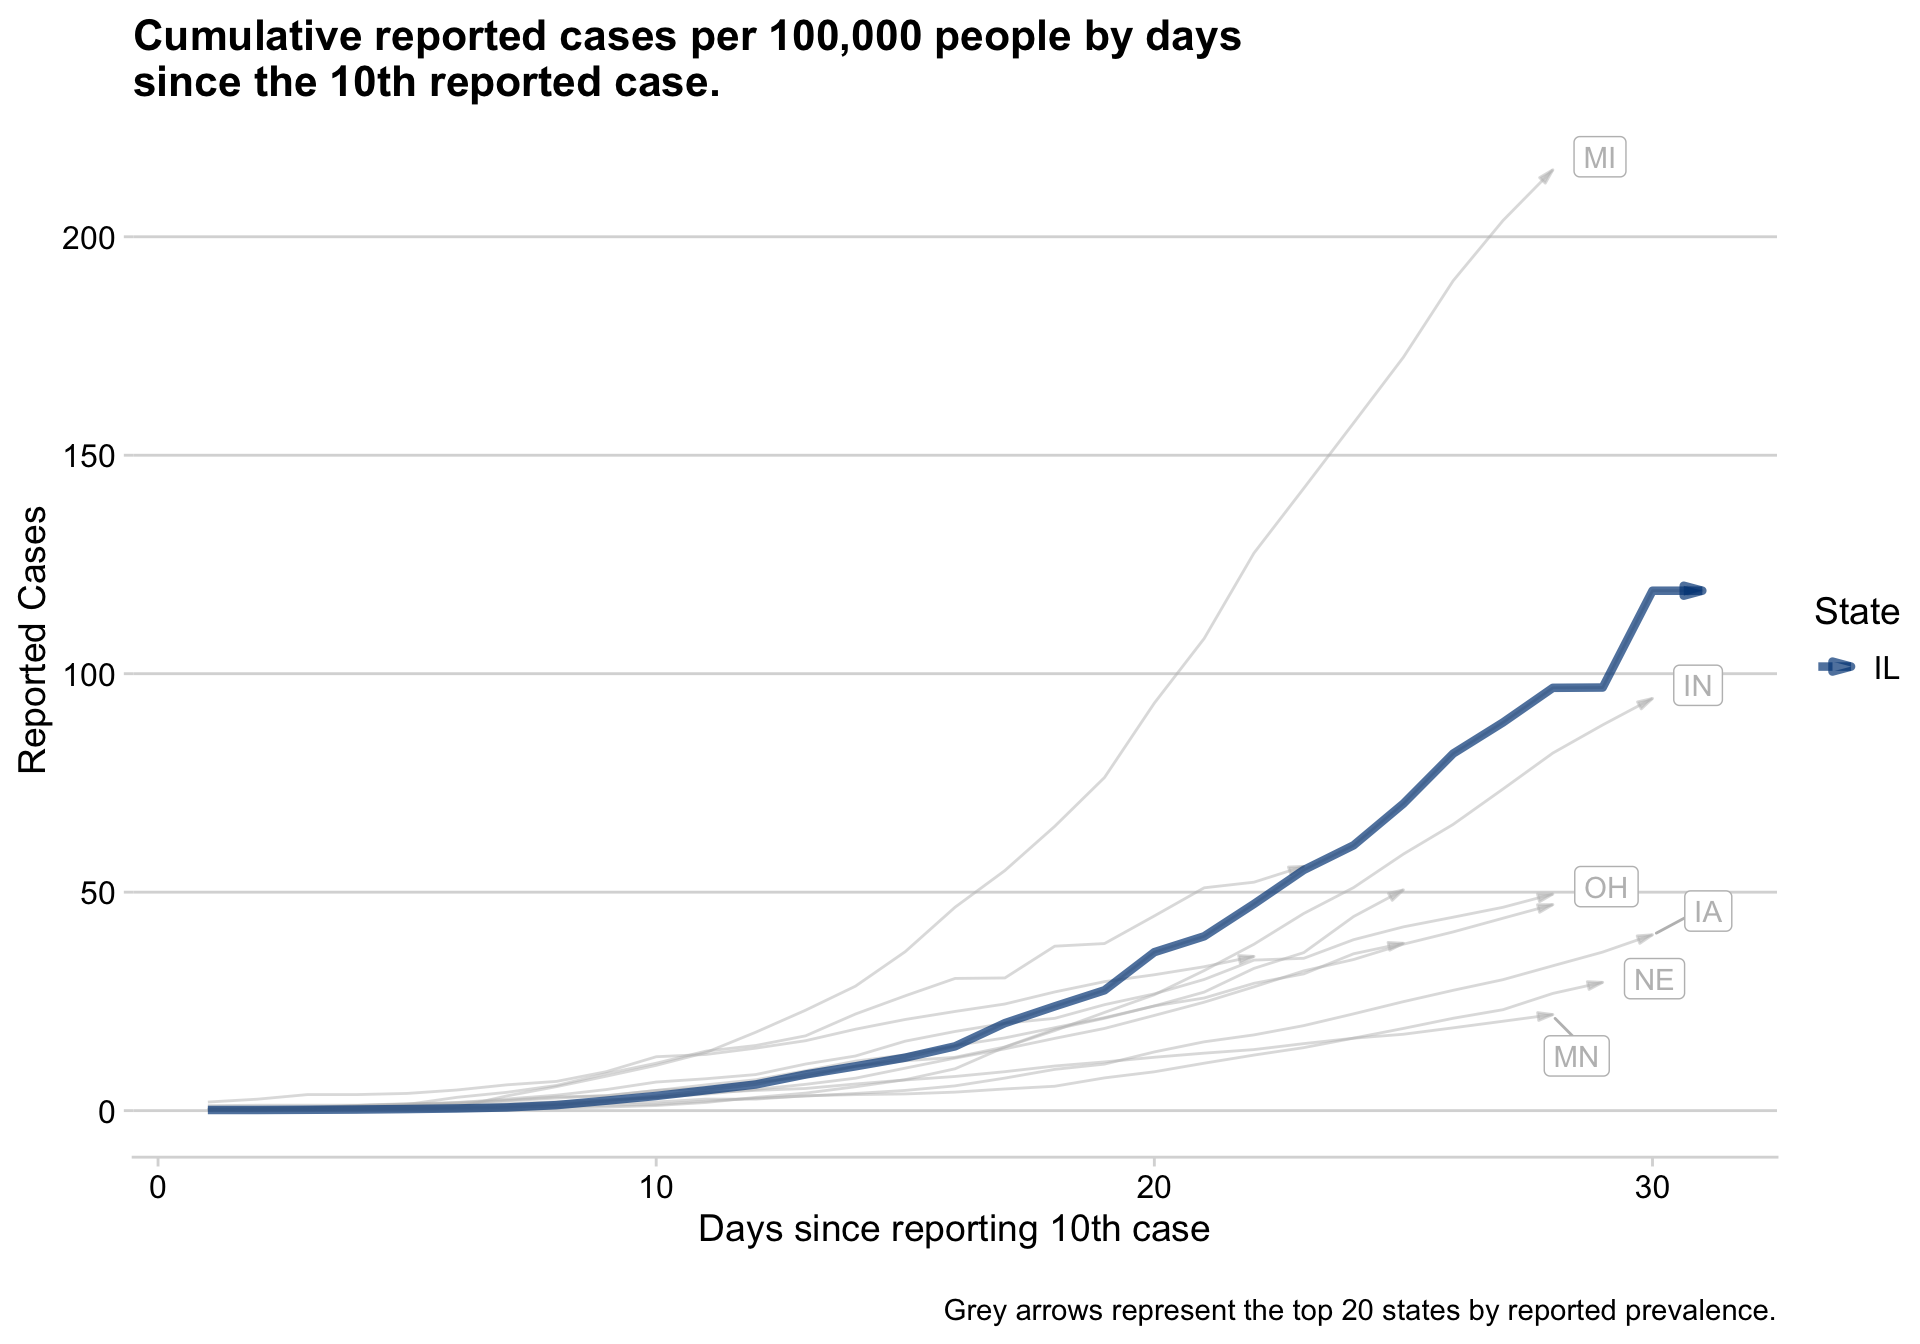 Cumulative reported cases per 100,000 people by days
since the 10th reported case.
MI
200
150
Reported Cases
100
50
0
IN
OH
IA
NE
MN
State
IL
0
10
20
30
Days since reporting 10th case
Grey arrows represent the top 20 states by reported prevalence.